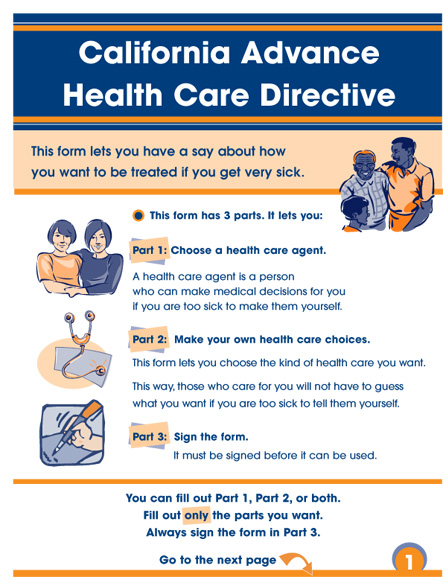 California Advance
Health Care Directive
This form lets you have a say about how
you want to be treated if you get very sick.
This form has 3 parts. It lets you:
Part 1: Choose a health care agent.
A health care agent is a person
who can make medical decisions for you
if you are too sick to make them yourself.
Part 2: Make your own health care choices.
This form lets you choose the kind of health care you want.
This way, those who care for you will not have to guess
what you want if you are too sick to tell them yourself.
Part 3: Sign the form.
It must be signed before it can be used.
You can fill out Part 1, Part 2, or both.
Fill out only the parts you want.
Always sign the form in Part 3.
Go to the next page
1